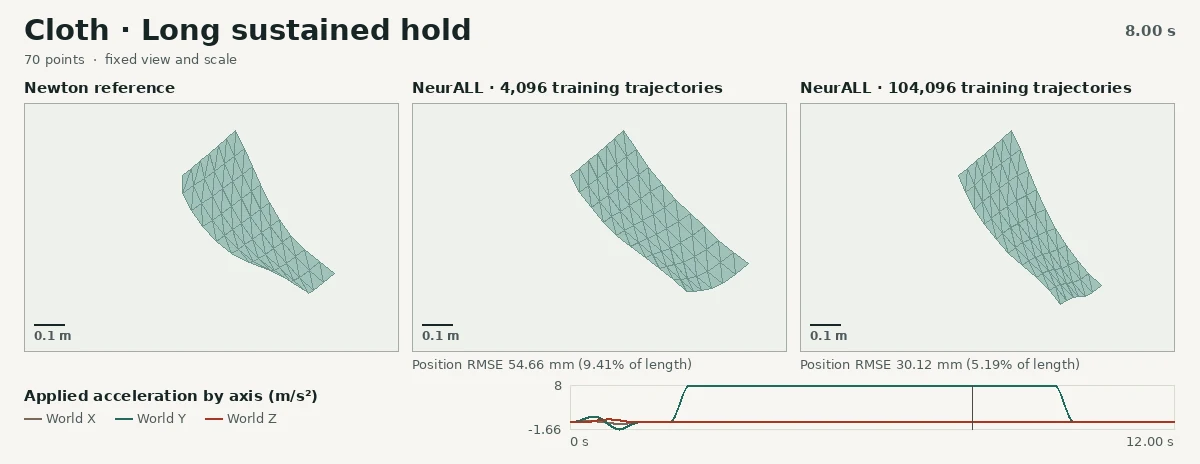 Cloth · Long sustained hold
8.00 s
70 points · fixed view and scale
Newton reference
NeurALL · 4,096 training trajectories
NeurALL · 104,096 training trajectories
0.1 m
0.1 m
0.1 m
Position RMSE 54.66 mm (9.41% of length)
Position RMSE 30.12 mm (5.19% of length)
Applied acceleration by axis (m/s²)
World X
World Y
World Z
8
-1.66
0 s
12.00 s